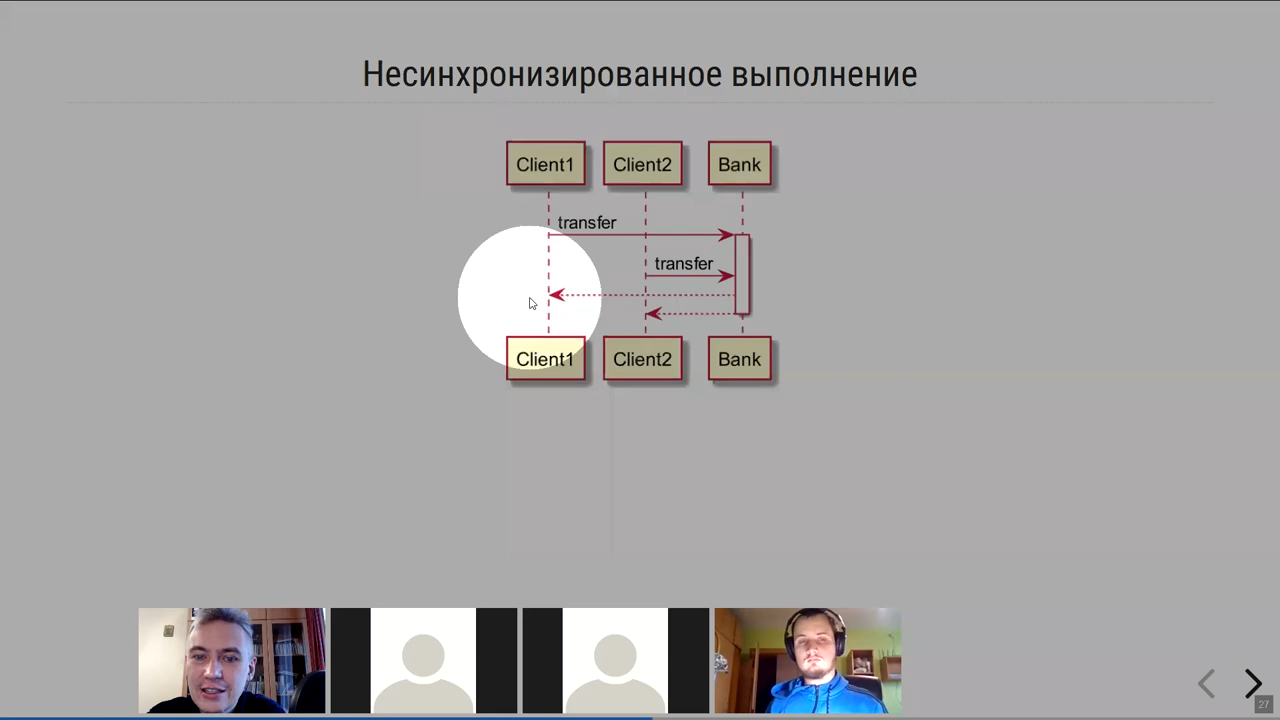 Несинхронизированное выполнение
Client1 Client2 Bank
transfer
transfer
Client1 Client2 Bank
27